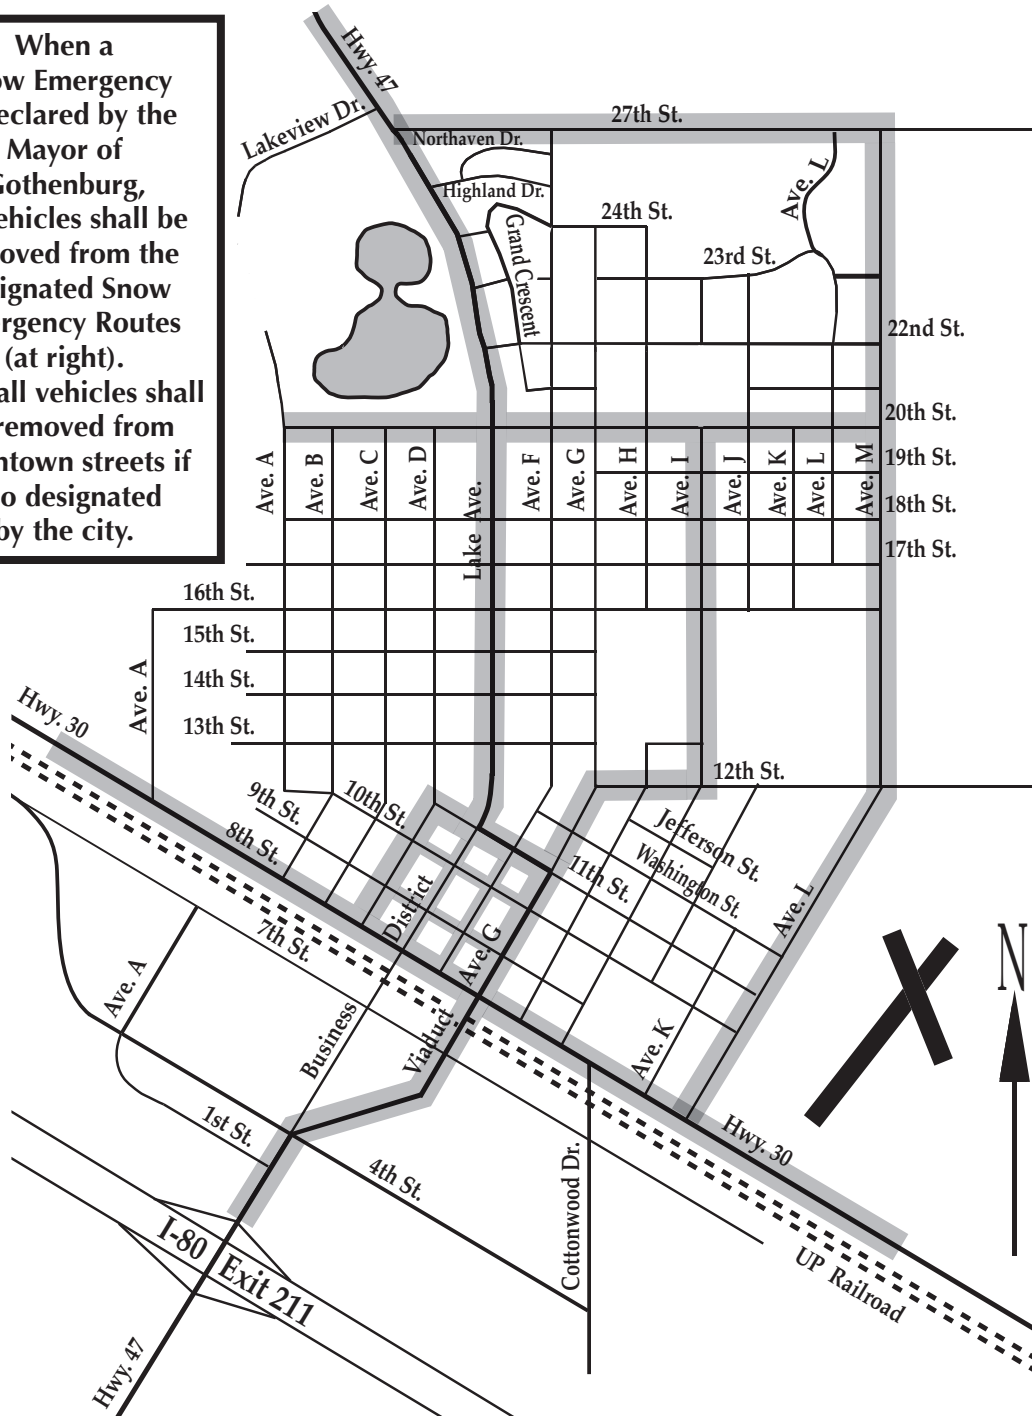 When a
ow Emergency
eclared by the
Mayor of
Gothenburg,
ehicles shall be
oved from the
ignated Snow
rgency Routes
(at right).
all vehicles shall
removed from
ntown streets if
o designated
by the city.
Hwy. 47
Lakeview Dr.
27th St.
Northaven Dr.
Highland Dr.
Grand Crescent
24th St.
23rd St.
Ave. L
22nd St.
20th St.
19th St.
18th St.
17th St.
Ave. A
Ave. B
Ave. C
Ave. D
Lake Ave.
Ave. F
Ave. G
Ave. H
Ave. I
Ave. J
Ave. K
Ave. L
Ave. M
16th St.
15th St.
14th St.
13th St.
Ave. A
Hwy. 30
12th St.
9th St.
10th St.
8th St.
11th St.
Jefferson St.
Washington St.
Ave. L
District
Ave. G
7th St.
Ave. A
Business
Viaduct
Ave. K
N
1st St.
4th St.
Cottonwood Dr.
Hwy. 30
UP Railroad
I-80
Exit 211
Hwy. 47